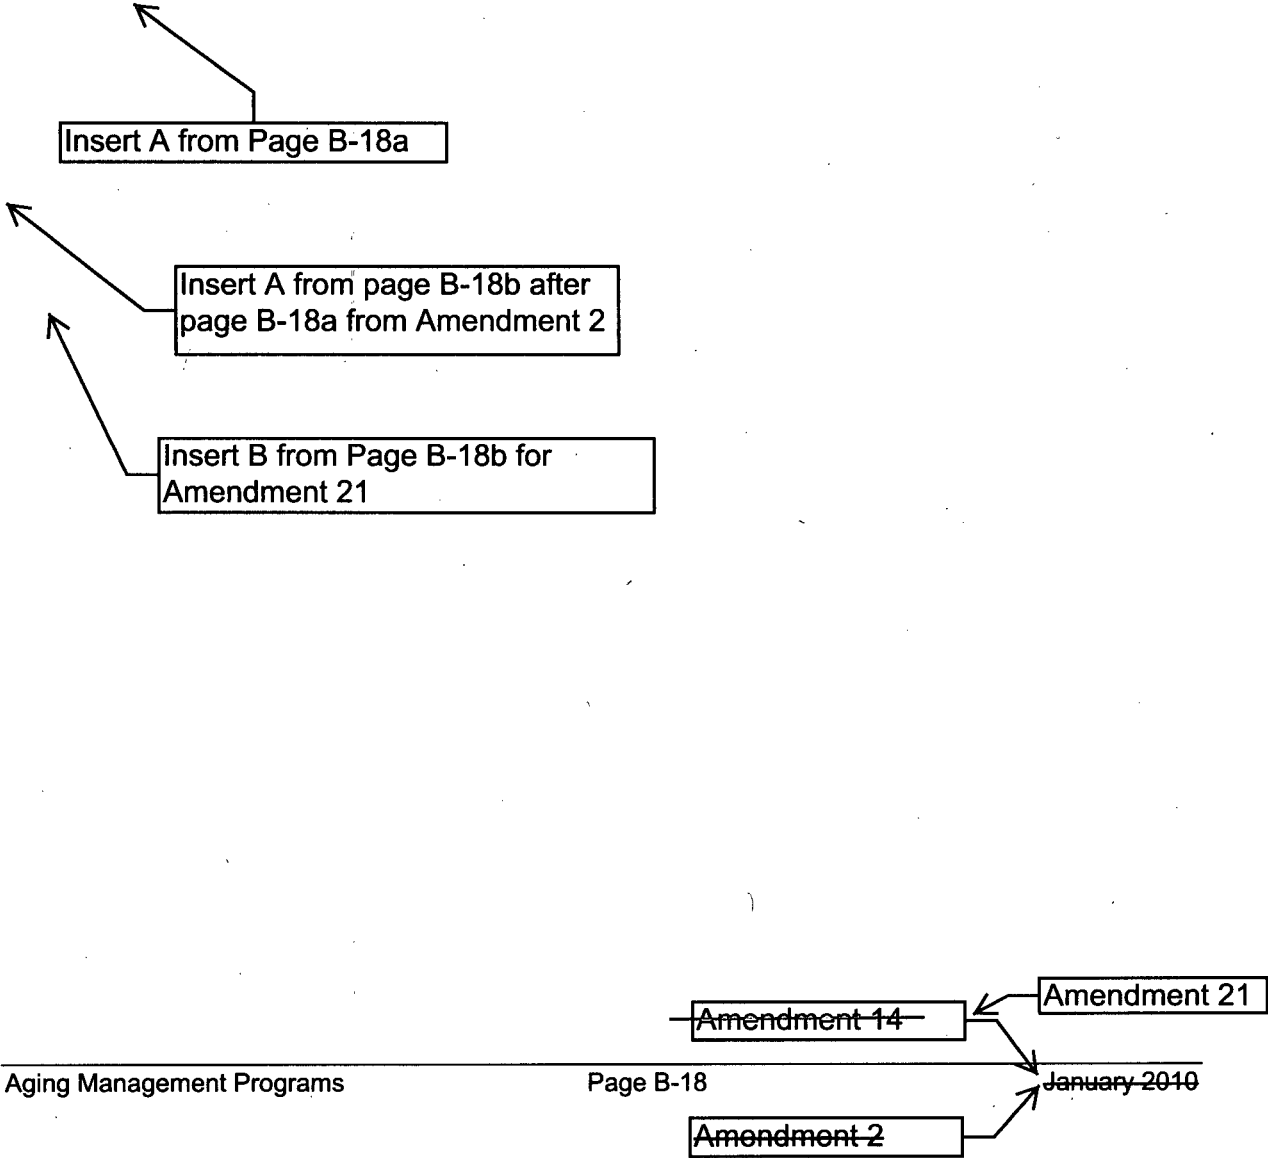 Insert A from Page B-18a
Insert A from page B-18b after
page B-18a from Amendment 2
Insert B from Page B-18b for
Amendment 21
Amendment 21
Amendment 14
Aging Management Programs Page B-18 January 2010
Amendment 2